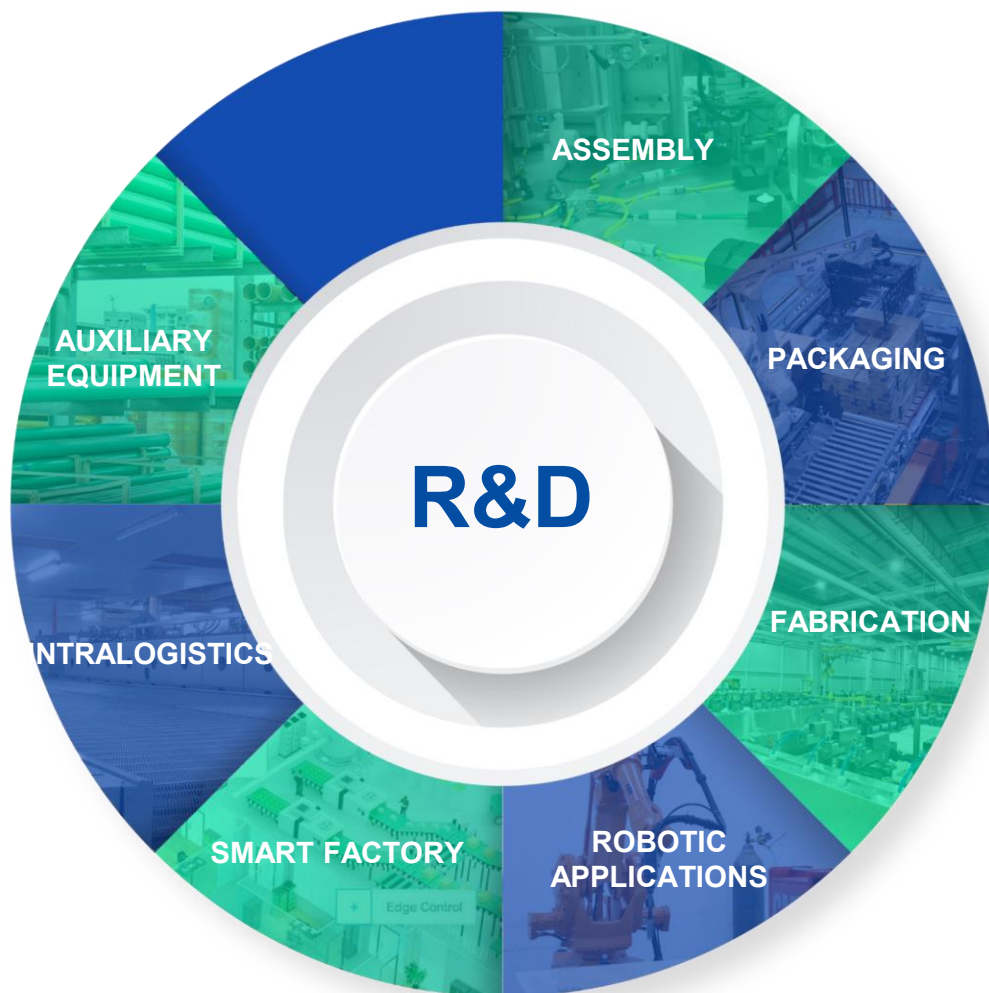 ASSEMBLY
PACKAGING
FABRICATION
ROBOTIC
APPLICATIONS
SMART FACTORY
+ Edge Control
INTRALOGISTICS
AUXILIARY
EQUIPMENT
R&D